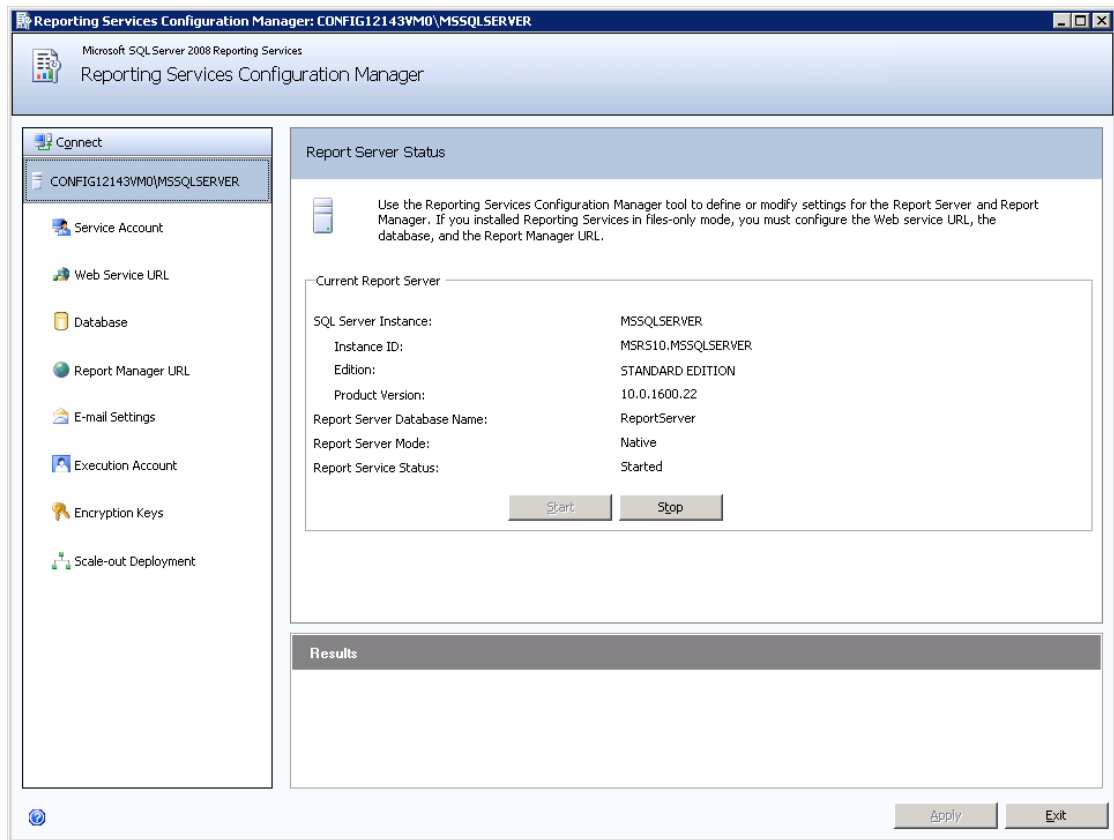 Reporting Services Configuration Manager: CONFIG12143VM0\MSSQLSERVER
Microsoft SQL Server 2008 Reporting Services
Reporting Services Configuration Manager
Connect
CONFIG12143VM0\MSSQLSERVER
Service Account
Web Service URL
Database
Report Manager URL
E-mail Settings
Execution Account
Encryption Keys
Scale-out Deployment
Report Server Status
Use the Reporting Services Configuration Manager tool to define or modify settings for the Report Server and Report
Manager. If you installed Reporting Services in files-only mode, you must configure the Web service URL, the
database, and the Report Manager URL.
Current Report Server
SQL Server Instance: MSSQLSERVER
Instance ID: MSRS10.MSSQLSERVER
Edition: STANDARD EDITION
Product Version: 10.0.1600.22
Report Server Database Name: ReportServer
Report Server Mode: Native
Report Service Status: Started
Start Stop
Results
Apply Exit